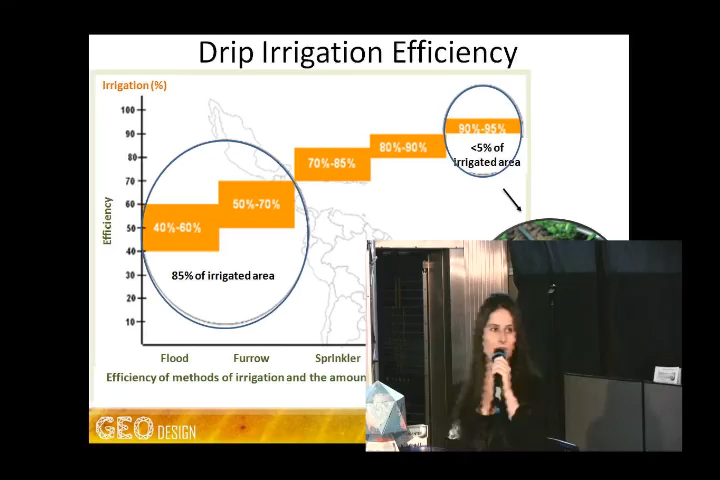 Drip Irrigation Efficiency
Irrigation (%)
100
90
80
70
60
50
40
30
20
10
Efficiency
40%-60%
50%-70%
70%-85%
80%-90%
90%-95%
<5% of
irrigated area
85% of irrigated area
Flood
Furrow
Sprinkler
Efficiency of methods of irrigation and the amoun
GEO DESIGN